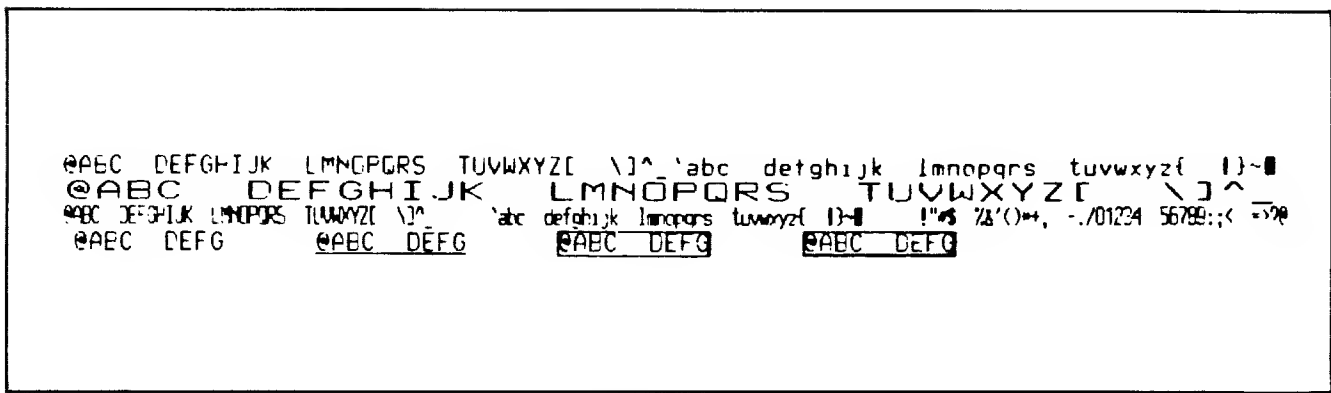 @ABC DEFGHIJK LMNOPQRS TUVWXYZ[ \]^_`abc defghijk lmnopqrs tuvwxyz{ |}~█
@ABC DEFGHIJK LMNOPQRS TUVWXYZ[ \]^_
@ABC DEFGHIJK LMNOPQRS TUVWXYZ[ \]^_ `abc defghijk lmnopqrs tuvwxyz{ |}~█ !"#$ %&'()*+, -./01234 56789:;< =>?@
@ABC DEFG @ABC DEFG @ABC DEFG @ABC DEFG